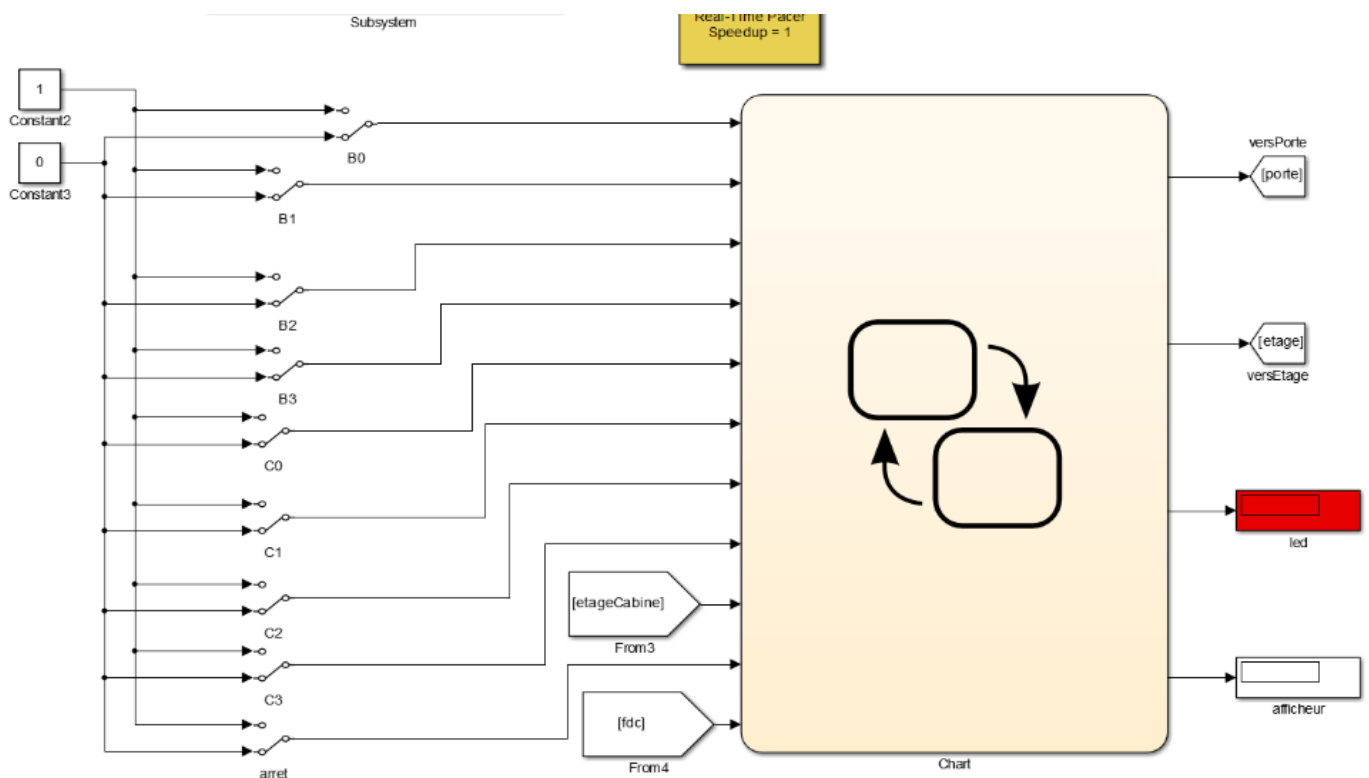 Subsystem
Real-Time Pacer
Speedup = 1
1
Constant2
0
Constant3
B0
B1
B2
B3
C0
C1
C2
C3
arret
[etageCabine]
From3
[fdc]
From4
Chart
versPorte
[porte]
[etage]
versEtage
led
afficheur